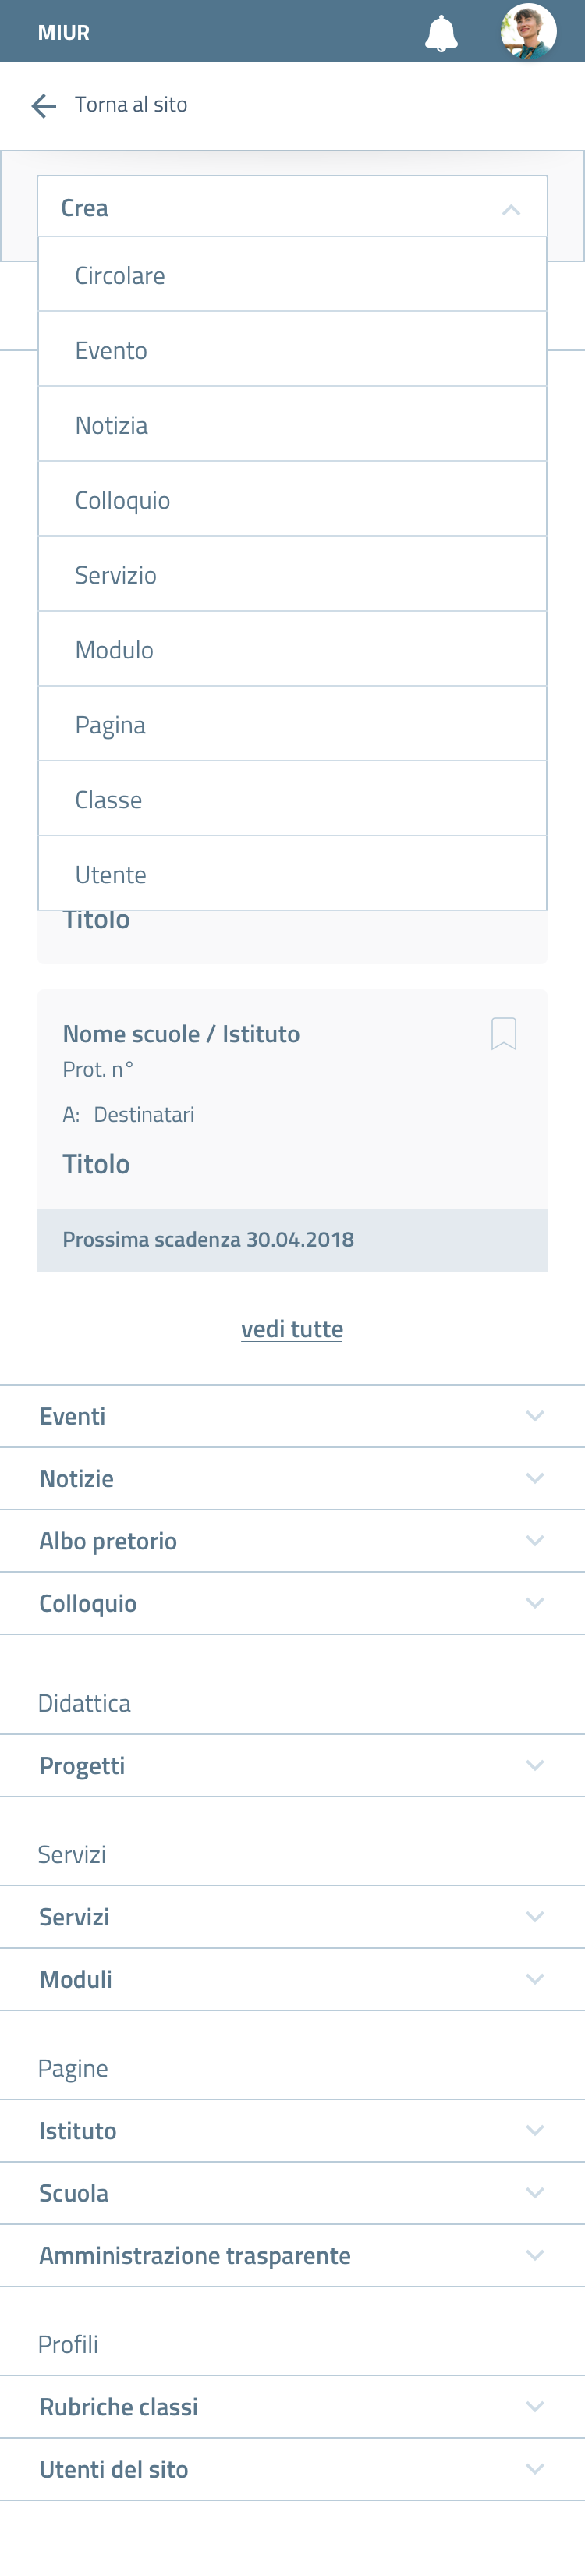 MIUR
Torna al sito
Crea
Circolare
Evento
Notizia
Colloquio
Servizio
Modulo
Pagina
Classe
Utente
Titolo
Nome scuole / Istituto
Prot. n°
A: Destinatari
Titolo
Prossima scadenza 30.04.2018
vedi tutte
Eventi
Notizie
Albo pretorio
Colloquio
Didattica
Progetti
Servizi
Servizi
Moduli
Pagine
Istituto
Scuola
Amministrazione trasparente
Profili
Rubriche classi
Utenti del sito